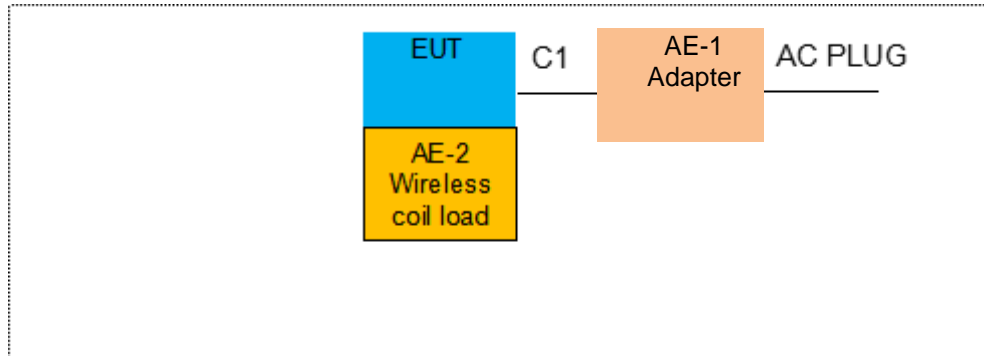 EUT
C1
AE-1
Adapter
AC PLUG
AE-2
Wireless
coil load